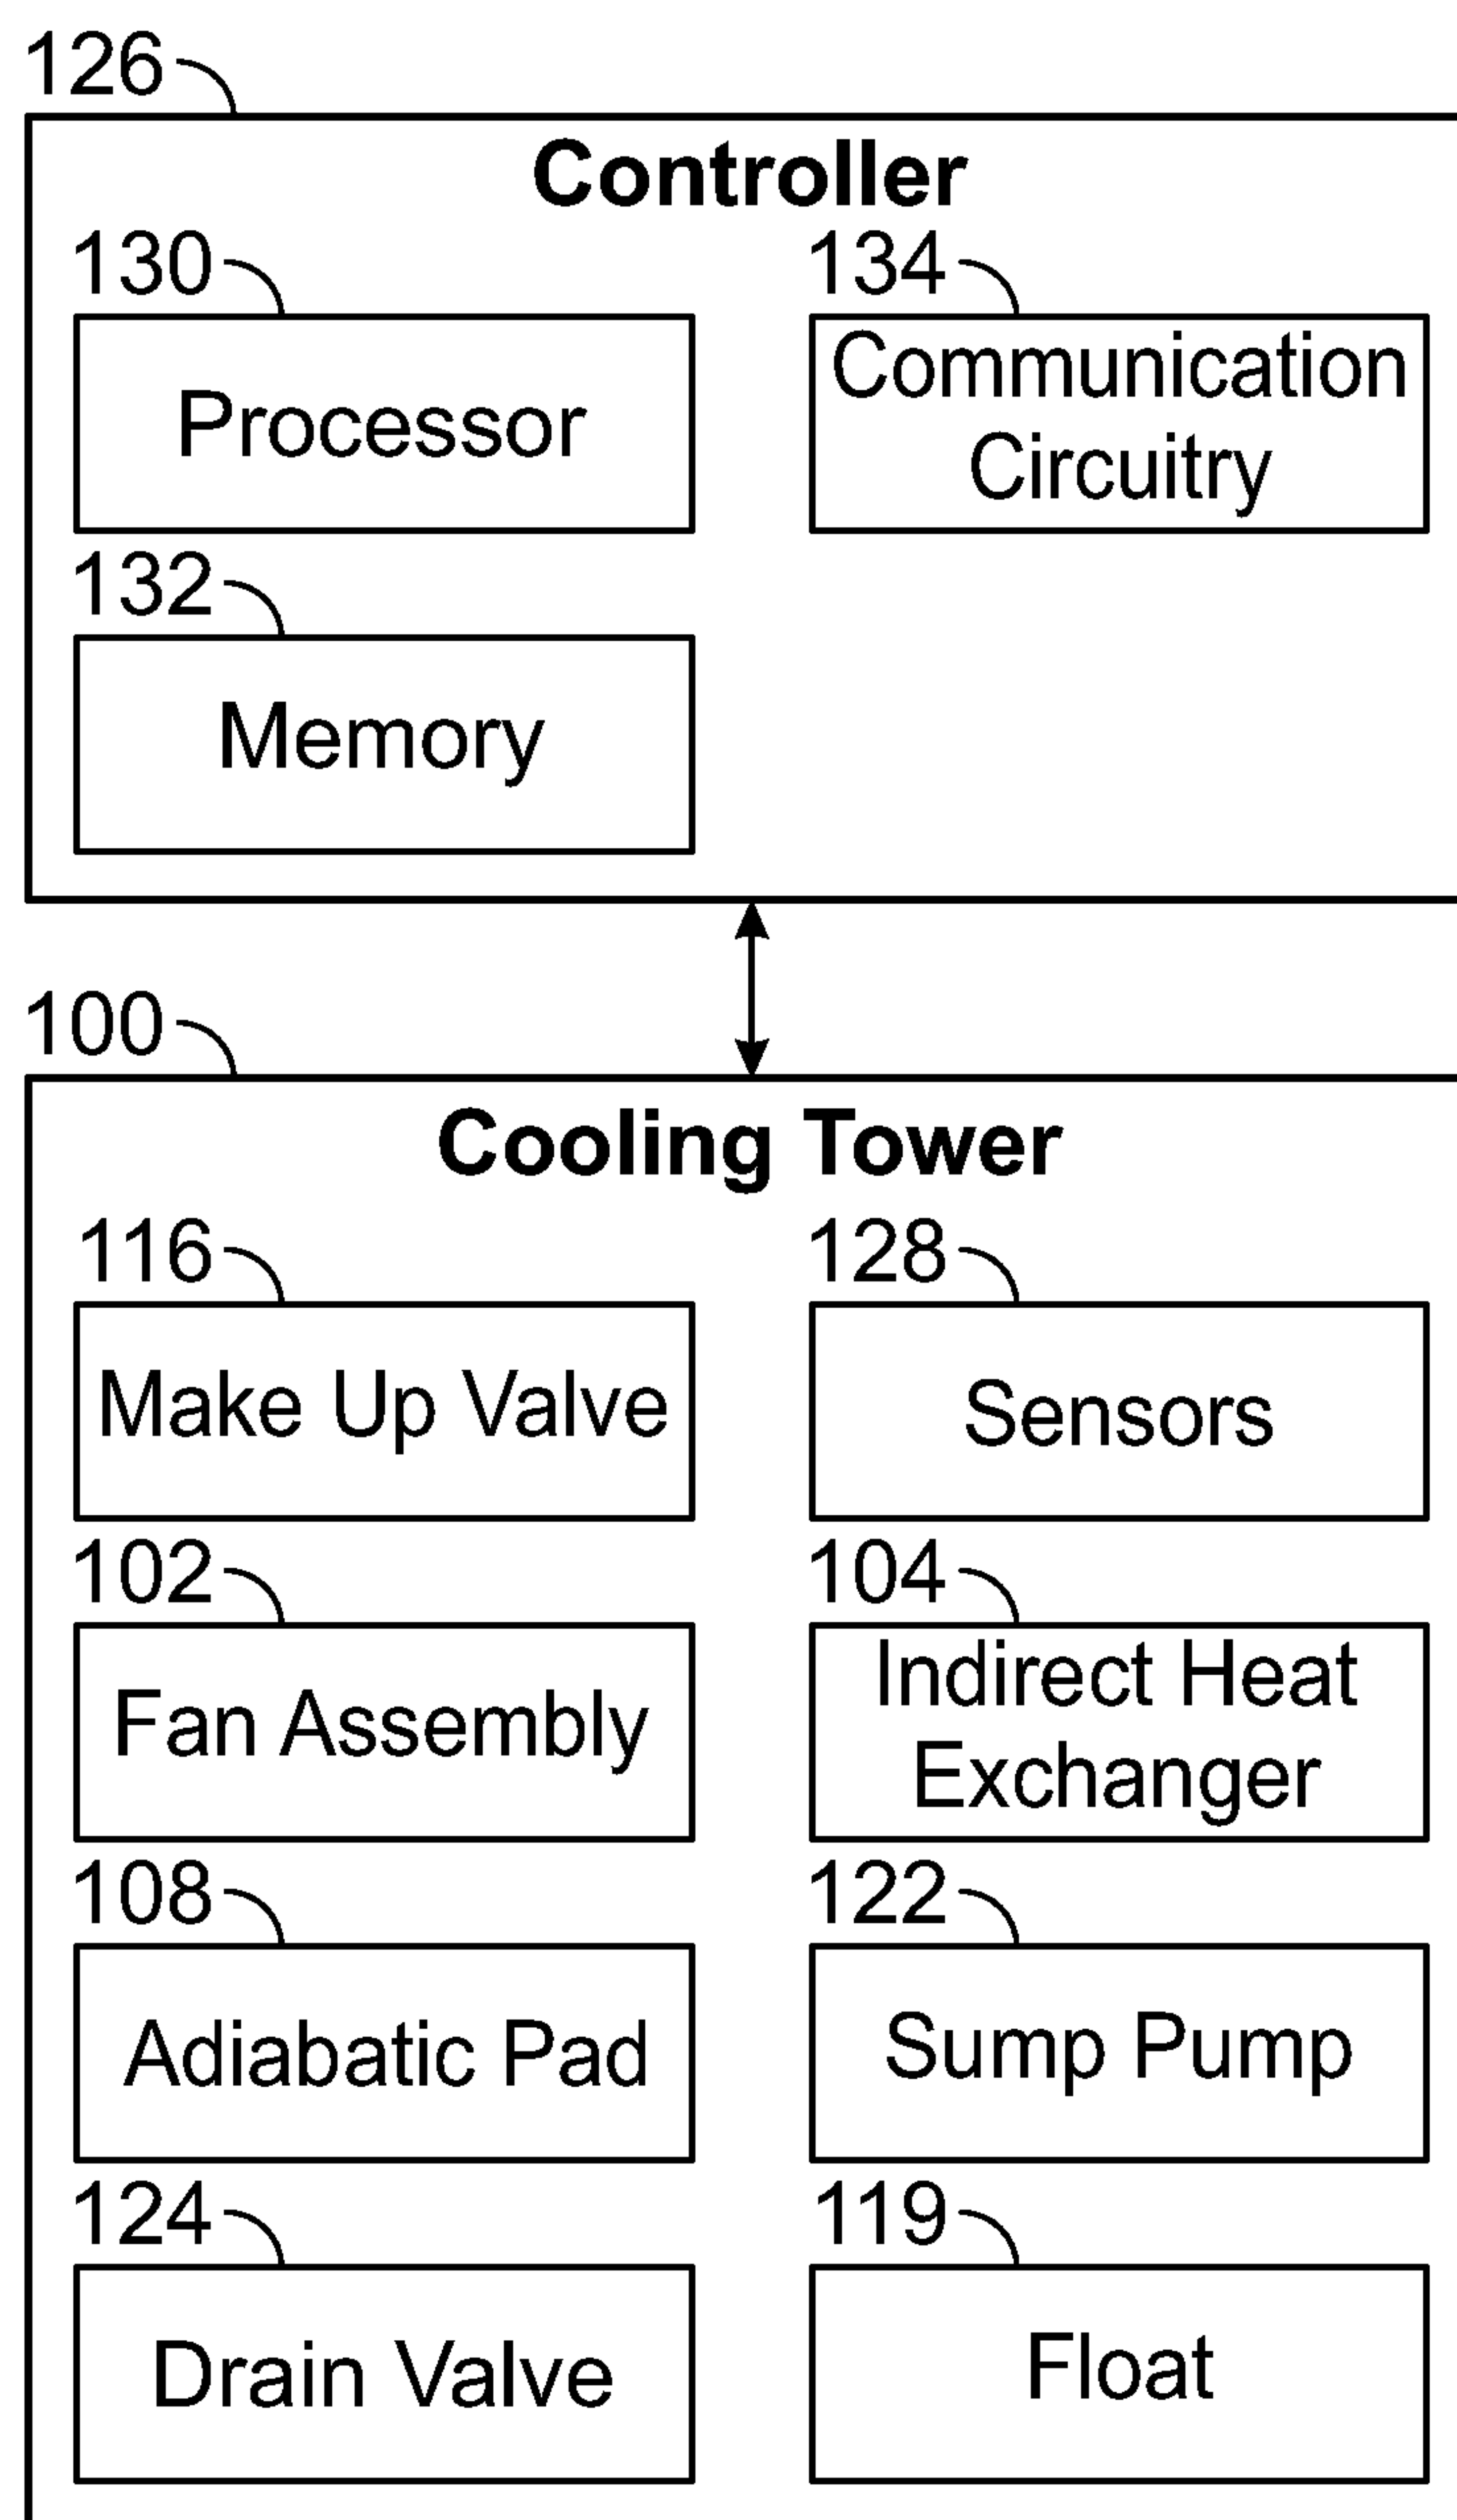 126
Controller
130
Processor
134
Communication
Circuitry
132
Memory
100
Cooling Tower
116
Make Up Valve
128
Sensors
102
Fan Assembly
104
Indirect Heat
Exchanger
108
Adiabatic Pad
122
Sump Pump
124
Drain Valve
119
Float